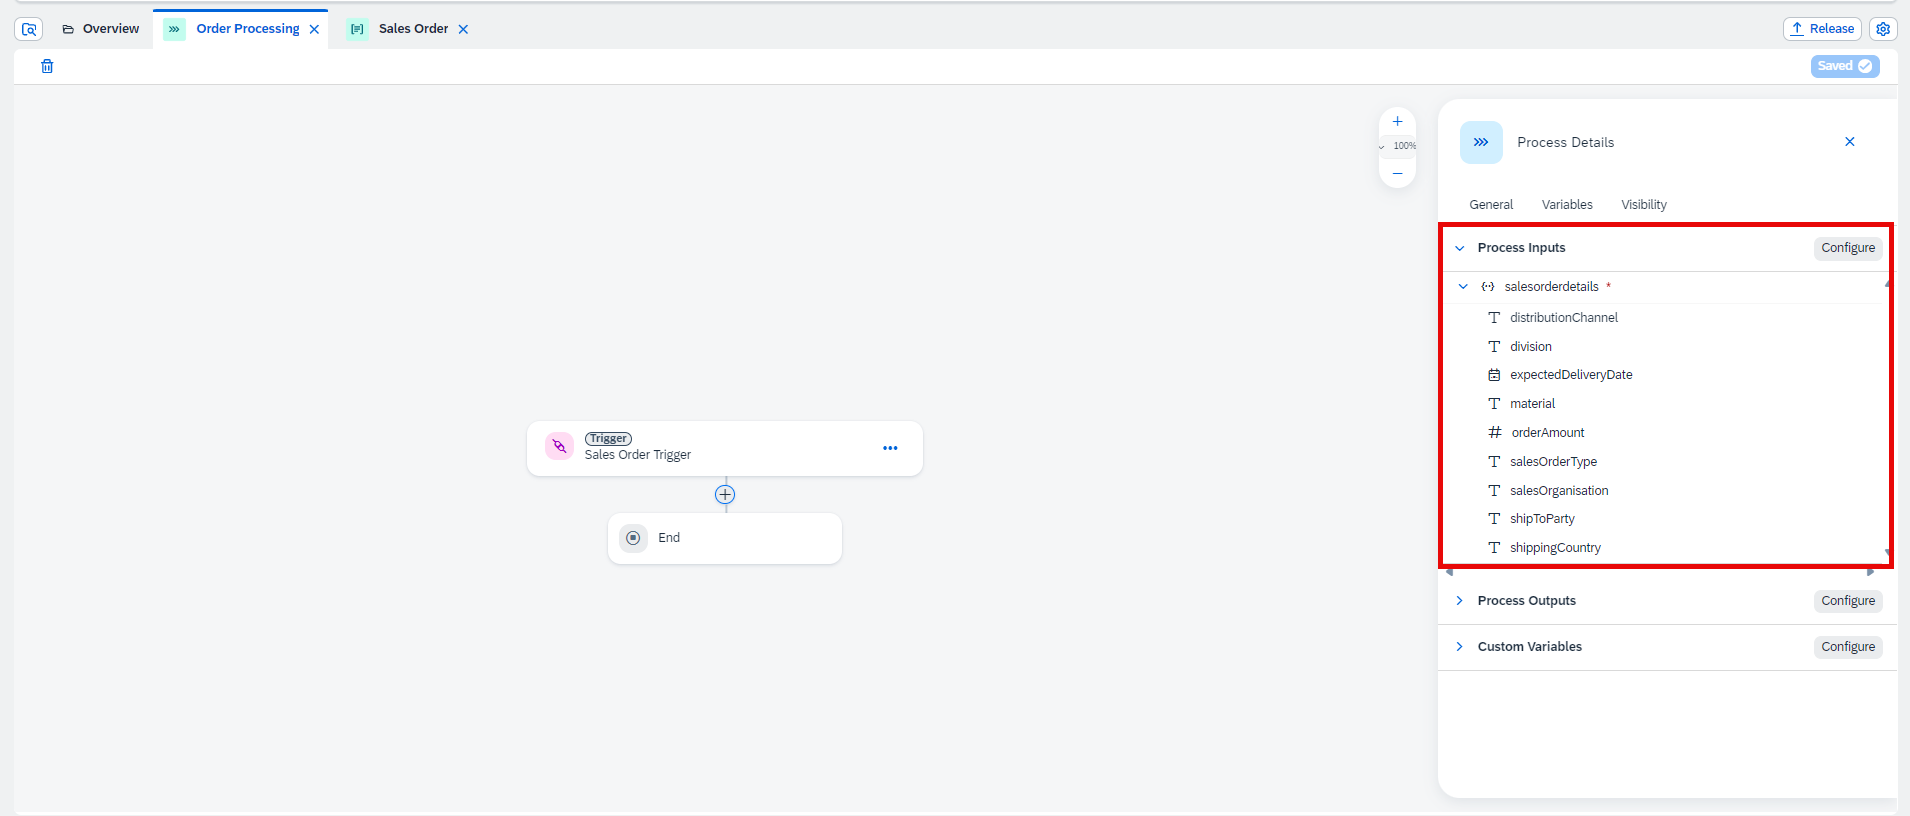 Overview
Order Processing
Sales Order
Release
Saved
100%
Process Details
General Variables Visibility
Process Inputs Configure
salesorderdetails *
distributionChannel
division
expectedDeliveryDate
material
orderAmount
salesOrderType
salesOrganisation
shipToParty
shippingCountry
Process Outputs Configure
Custom Variables Configure
Trigger
Sales Order Trigger
End